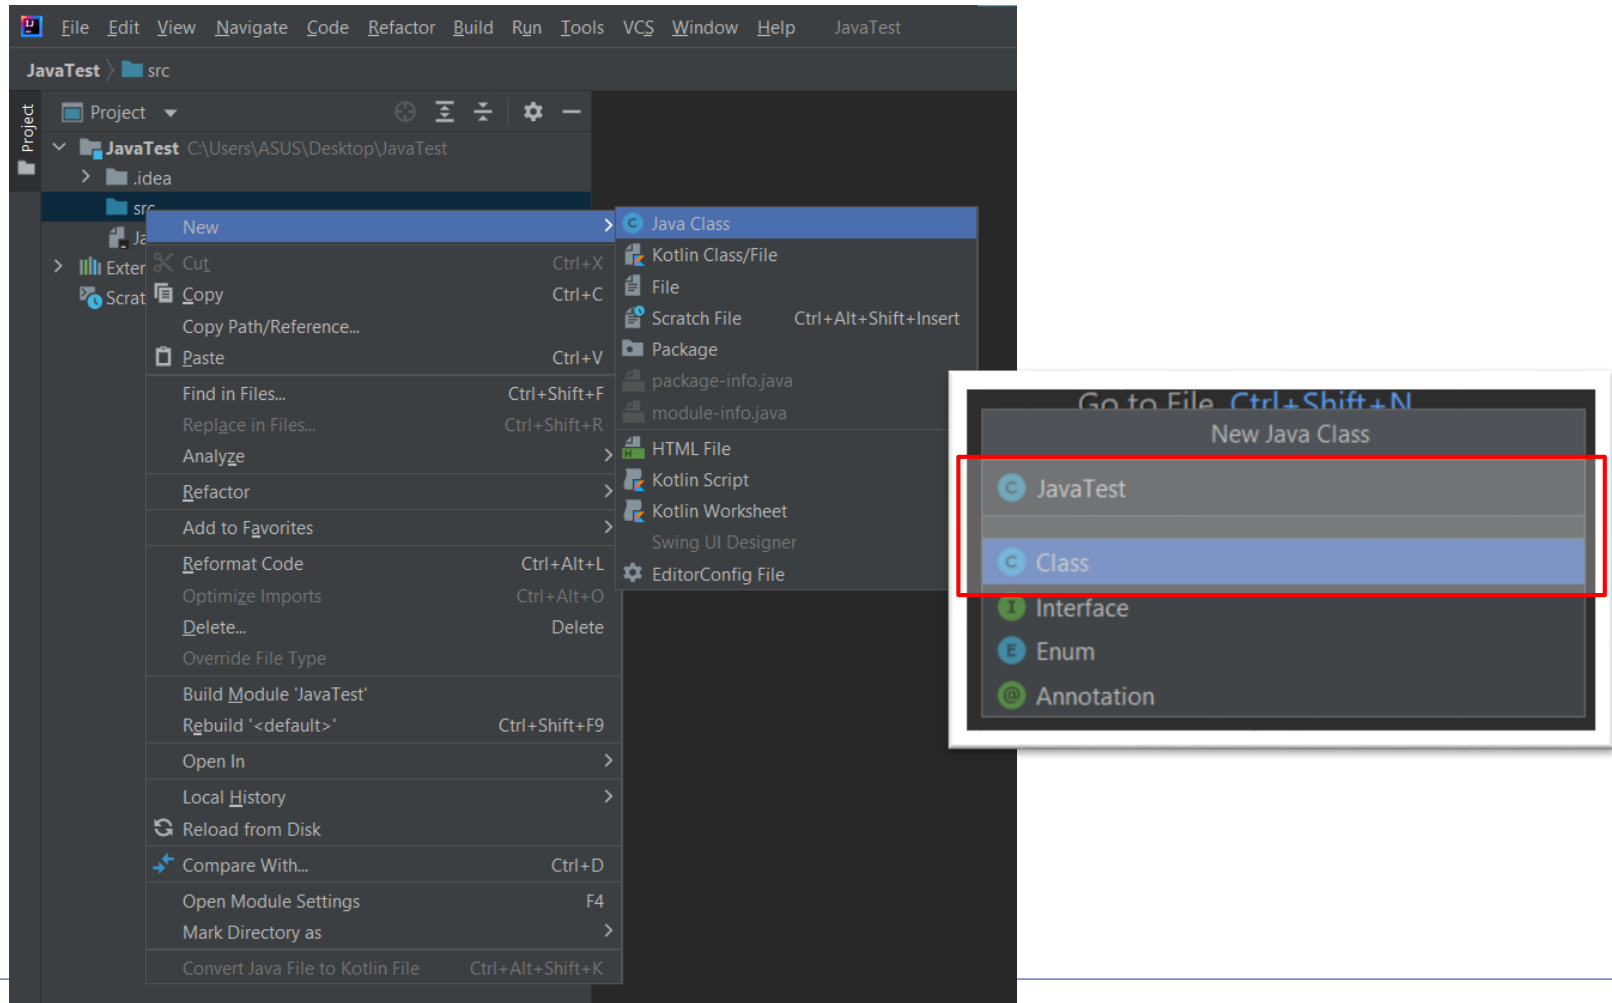 File Edit View Navigate Code Refactor Build Run Tools VCS Window Help JavaTest
JavaTest src
Project
Project
JavaTest C:\Users\ASUS\Desktop\JavaTest
.idea
src
Ja
Exter
Scrat
New
Cut Ctrl+X
Copy Ctrl+C
Copy Path/Reference...
Paste Ctrl+V
Find in Files... Ctrl+Shift+F
Replace in Files... Ctrl+Shift+R
Analyze
Refactor
Add to Favorites
Reformat Code Ctrl+Alt+L
Optimize Imports Ctrl+Alt+O
Delete... Delete
Override File Type
Build Module 'JavaTest'
Rebuild '<default>' Ctrl+Shift+F9
Open In
Local History
Reload from Disk
Compare With... Ctrl+D
Open Module Settings F4
Mark Directory as
Convert Java File to Kotlin File Ctrl+Alt+Shift+K
Java Class
Kotlin Class/File
File
Scratch File Ctrl+Alt+Shift+Insert
Package
package-info.java
module-info.java
HTML File
Kotlin Script
Kotlin Worksheet
Swing UI Designer
EditorConfig File
Go to File Ctrl+Shift+N
New Java Class
JavaTest
Class
Interface
Enum
Annotation